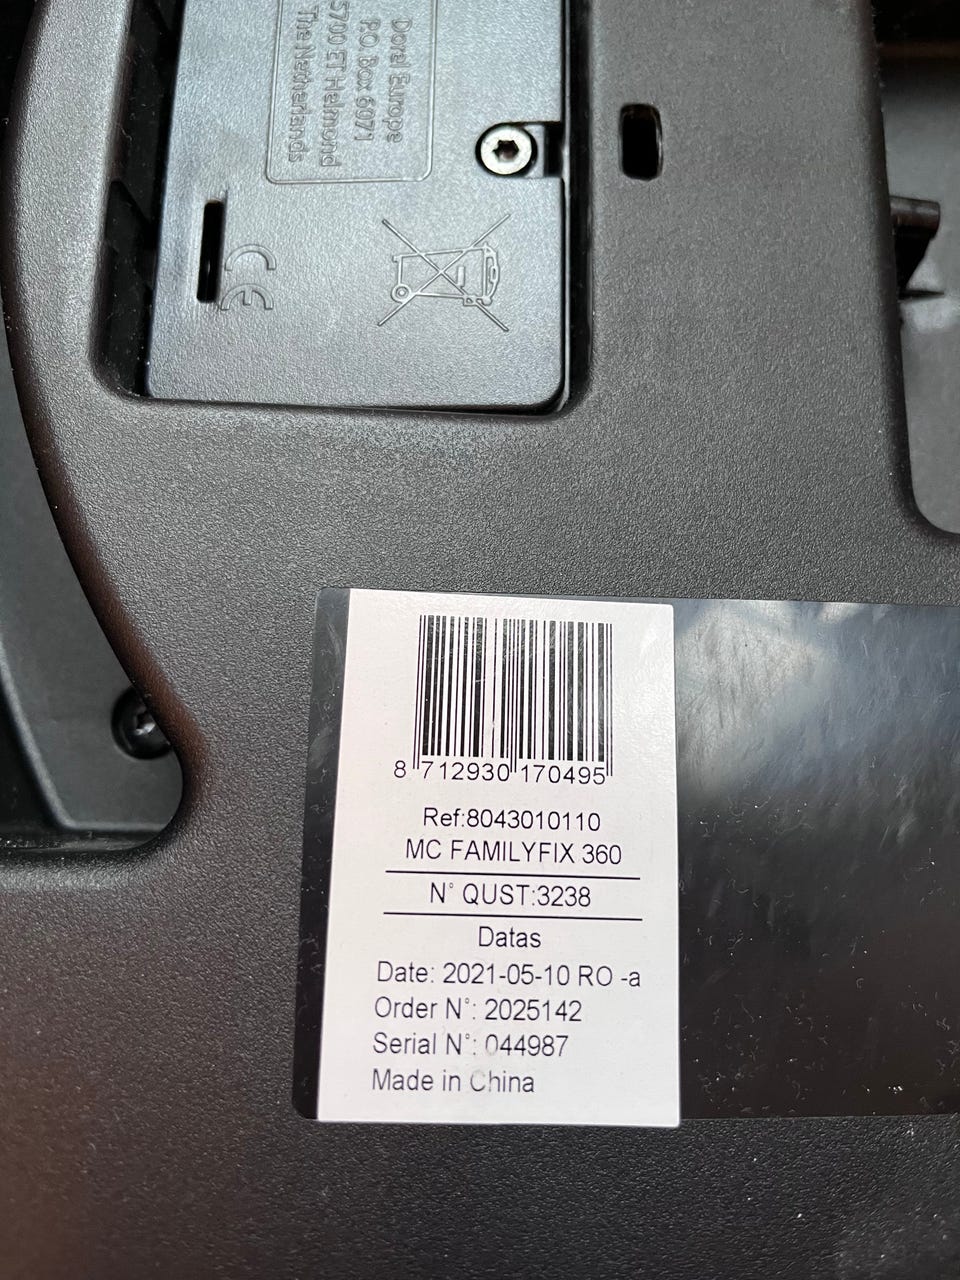 Dorel Europe
P.O. Box 6071
5700 ET Helmond
The Netherlands
CE
8 712930 170495
Ref:8043010110
MC FAMILYFIX 360
N° QUST:3238
Datas
Date: 2021-05-10 RO -a
Order N°: 2025142
Serial N°: 044987
Made in China